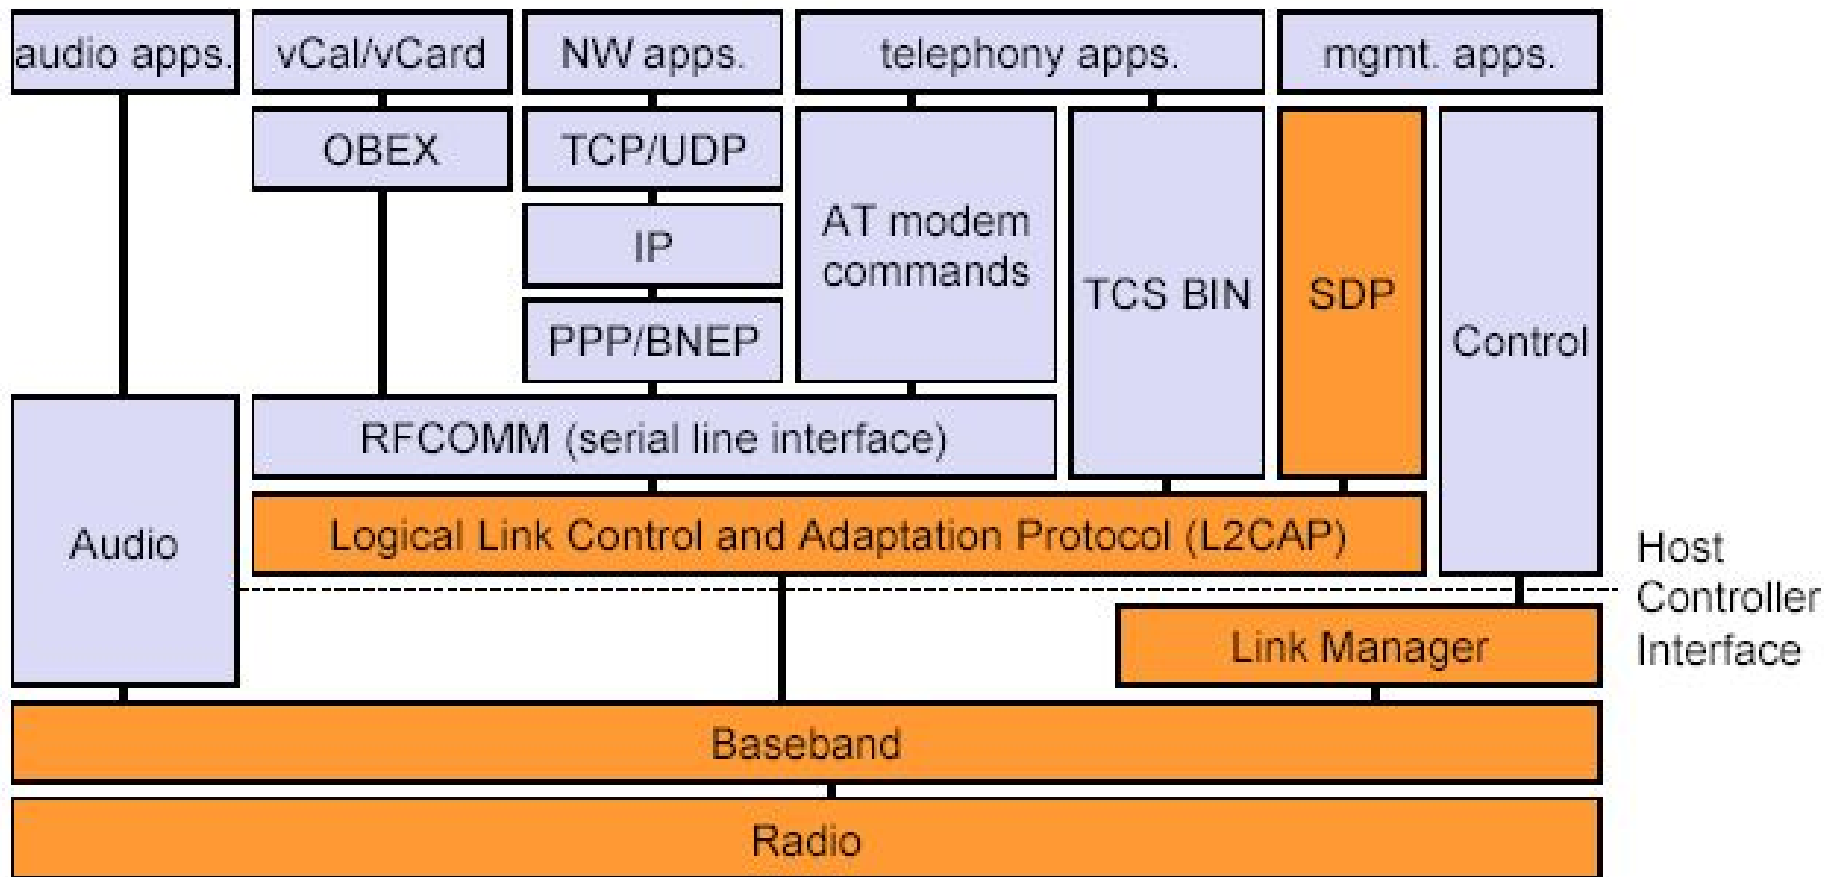 audio apps.
vCal/vCard
NW apps.
telephony apps.
mgmt. apps.
OBEX
TCP/UDP
AT modem
commands
TCS BIN
SDP
Control
IP
PPP/BNEP
RFCOMM (serial line interface)
Audio
Logical Link Control and Adaptation Protocol (L2CAP)
Host
Controller
Interface
Link Manager
Baseband
Radio